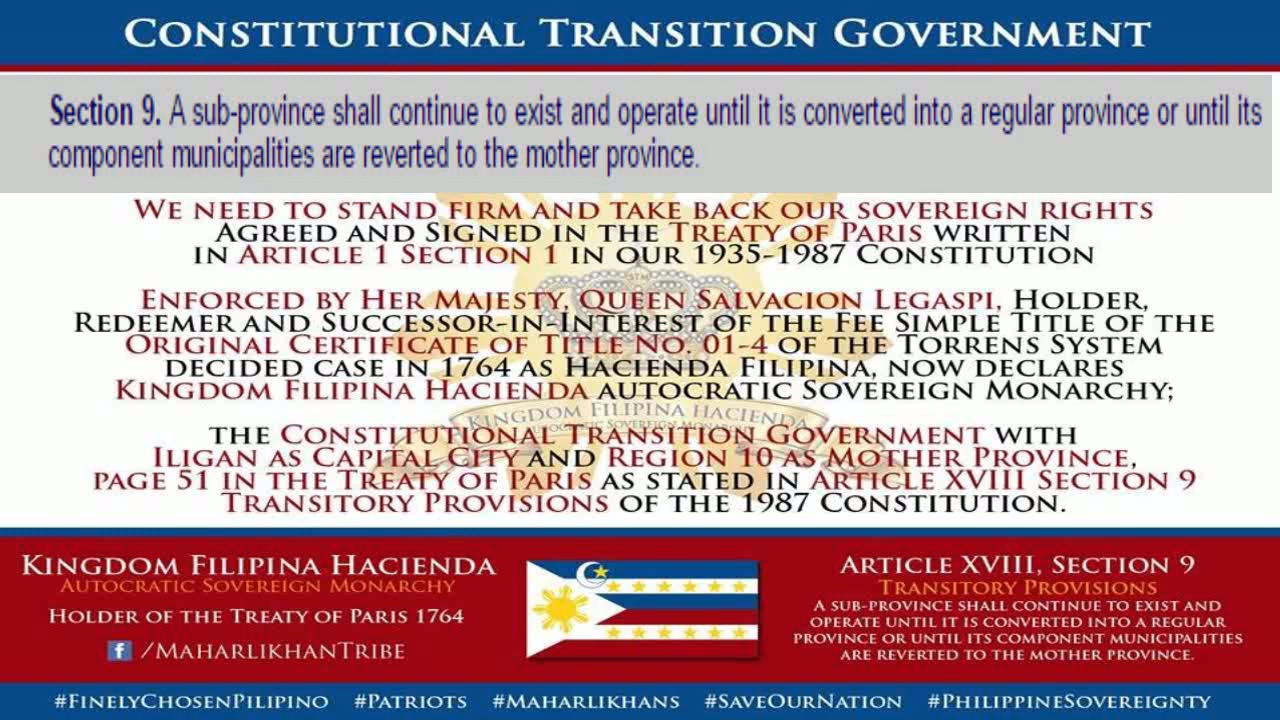 CONSTITUTIONAL TRANSITION GOVERNMENT
Section 9. A sub-province shall continue to exist and operate until it is converted into a regular province or until its
component municipalities are reverted to the mother province.
WE NEED TO STAND FIRM AND TAKE BACK OUR SOVEREIGN RIGHTS
AGREED AND SIGNED IN THE TREATY OF PARIS WRITTEN
IN ARTICLE 1 SECTION 1 IN OUR 1935-1987 CONSTITUTION
ENFORCED BY HER MAJESTY, QUEEN SALVACION LEGASPI, HOLDER,
REDEEMER AND SUCCESSOR-IN-INTEREST OF THE FEE SIMPLE TITLE OF THE
ORIGINAL CERTIFICATE OF TITLE NO. 01-4 OF THE TORRENS SYSTEM
DECIDED CASE IN 1764 AS HACIENDA FILIPINA, NOW DECLARES
KINGDOM FILIPINA HACIENDA AUTOCRATIC SOVEREIGN MONARCHY;
KINGDOM FILIPINA HACIENDA
AUTOCRATIC SOVEREIGN MONARCHY
THE CONSTITUTIONAL TRANSITION GOVERNMENT WITH
ILIGAN AS CAPITAL CITY AND REGION 10 AS MOTHER PROVINCE,
PAGE 51 IN THE TREATY OF PARIS AS STATED IN ARTICLE XVIII SECTION 9
TRANSITORY PROVISIONS OF THE 1987 CONSTITUTION.
KINGDOM FILIPINA HACIENDA
AUTOCRATIC SOVEREIGN MONARCHY
HOLDER OF THE TREATY OF PARIS 1764
f /MAHARLIKHANTRIBE
ARTICLE XVIII, SECTION 9
TRANSITORY PROVISIONS
A SUB-PROVINCE SHALL CONTINUE TO EXIST AND
OPERATE UNTIL IT IS CONVERTED INTO A REGULAR
PROVINCE OR UNTIL ITS COMPONENT MUNICIPALITIES
ARE REVERTED TO THE MOTHER PROVINCE.
#FINELYCHOSENPILIPINO #PATRIOTS #MAHARLIKHANS #SAVEOURNATION #PHILIPPINESOVEREIGNTY